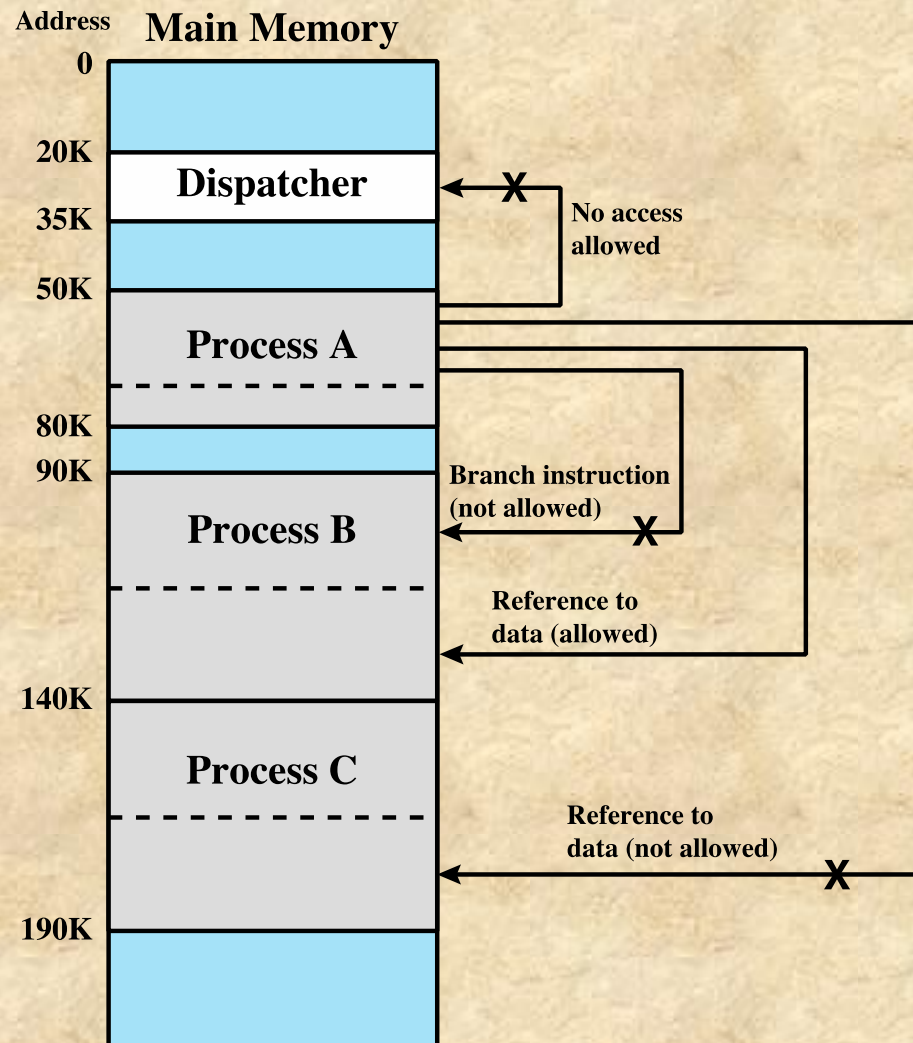 Address
Main Memory
0
20K
Dispatcher
X
35K
No access
allowed
50K
Process A
80K
90K
Branch instruction
(not allowed)
Process B
X
Reference to
data (allowed)
140K
Process C
Reference to
data (not allowed)
X
190K